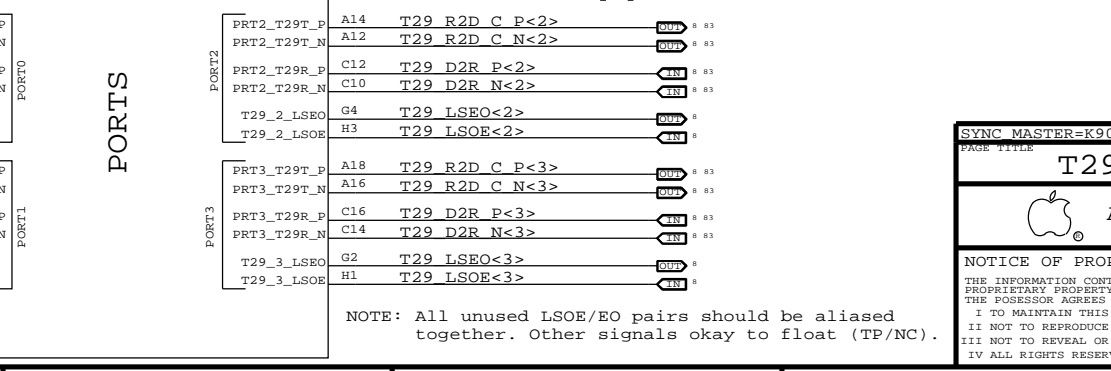 P
N
P
N
PORT0
PORTS
PORT2
PRT2_T29T_P A14 T29_R2D_C_P<2> OUT 8 83
PRT2_T29T_N A12 T29_R2D_C_N<2> OUT 8 83
PRT2_T29R_P C12 T29_D2R_P<2> IN 8 83
PRT2_T29R_N C10 T29_D2R_N<2> IN 8 83
T29_2_LSEO G4 T29_LSEO<2> OUT 8
T29_2_LSOE H3 T29_LSOE<2> IN 8
P
N
P
N
PORT1
PORT3
PRT3_T29T_P A18 T29_R2D_C_P<3> OUT 8 83
PRT3_T29T_N A16 T29_R2D_C_N<3> OUT 8 83
PRT3_T29R_P C16 T29_D2R_P<3> IN 8 83
PRT3_T29R_N C14 T29_D2R_N<3> IN 8 83
T29_3_LSEO G2 T29_LSEO<3> OUT 8
T29_3_LSOE H1 T29_LSOE<3> IN 8
NOTE: All unused LSOE/EO pairs should be aliased
together. Other signals okay to float (TP/NC).
SYNC_MASTER=K90
PAGE TITLE
T29
®
NOTICE OF PROP
THE INFORMATION CONT
PROPRIETARY PROPERTY
THE POSESSOR AGREES
I TO MAINTAIN THIS
II NOT TO REPRODUCE
III NOT TO REVEAL OR
IV ALL RIGHTS RESER